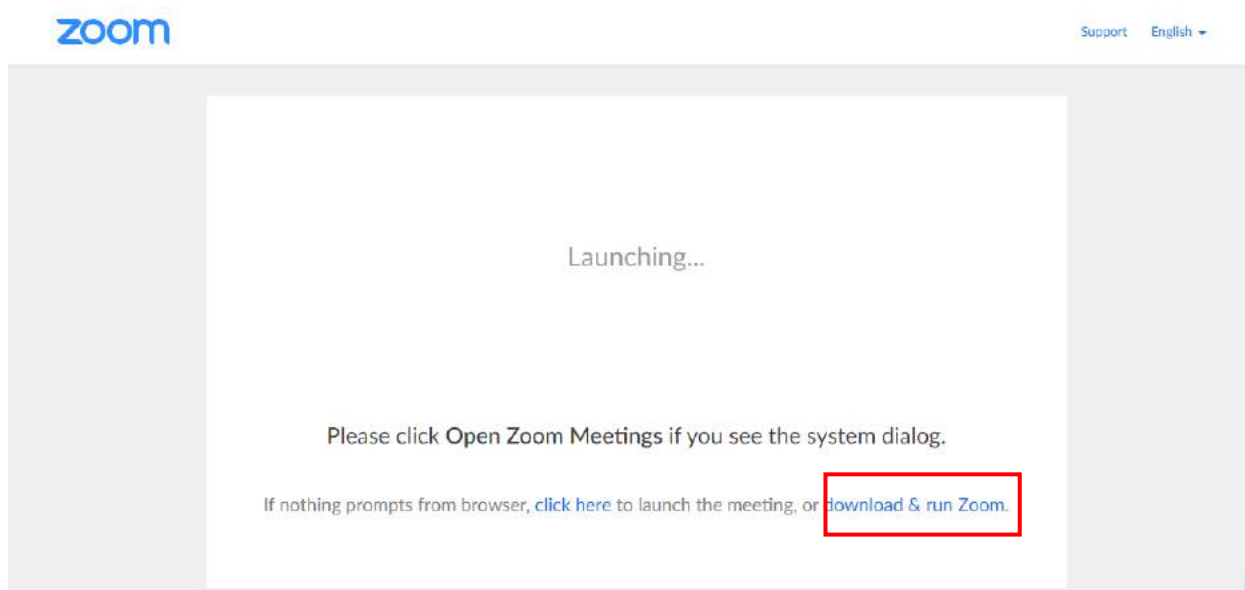 zoom
Support English
Launching...
Please click Open Zoom Meetings if you see the system dialog.
If nothing prompts from browser, click here to launch the meeting, or download & run Zoom.